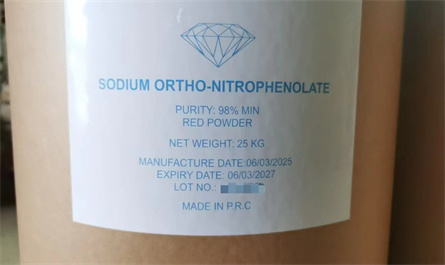 SODIUM ORTHO-NITROPHENOLATE
PURITY: 98% MIN
RED POWDER
NET WEIGHT: 25 KG
MANUFACTURE DATE:06/03/2025
EXPIRY DATE: 06/03/2027
LOT NO.:
MADE IN P.R.C